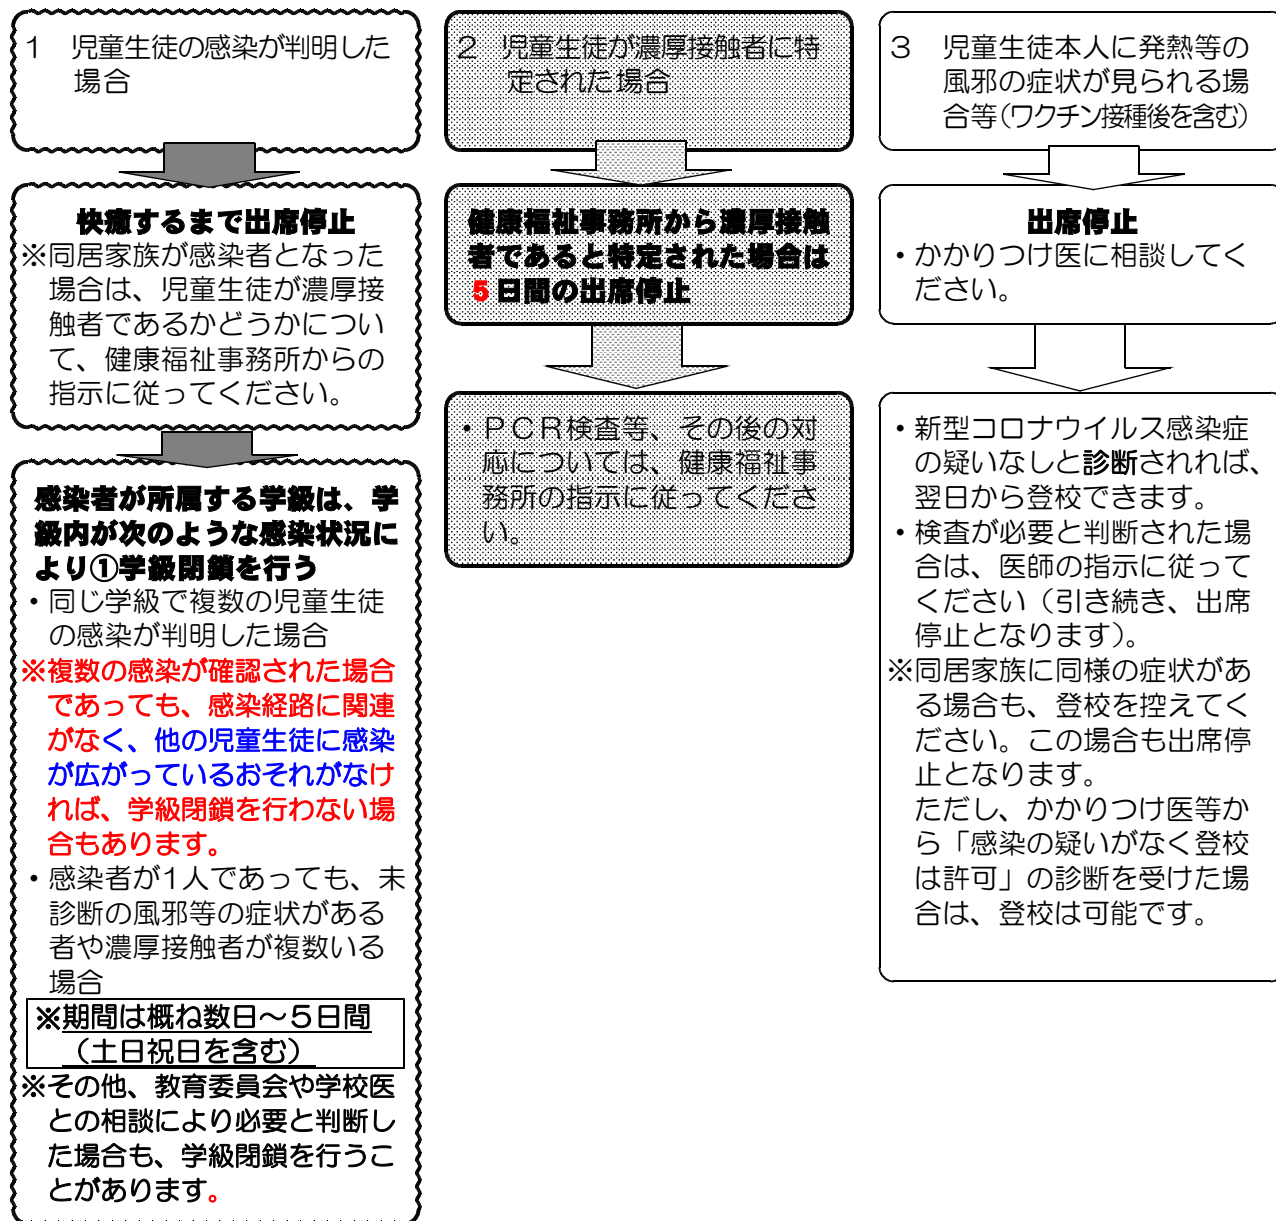 1　児童生徒の感染が判明した
場合
快癒するまで出席停止
※同居家族が感染者となった
場合は、児童生徒が濃厚接
触者であるかどうかについ
て、健康福祉事務所からの
指示に従ってください。
感染者が所属する学級は、学
級内が次のような感染状況に
より①学級閉鎖を行う
・同じ学級で複数の児童生徒
の感染が判明した場合
※複数の感染が確認された場合
であっても、感染経路に関連
がなく、他の児童生徒に感染
が広がっているおそれがなけ
れば、学級閉鎖を行わない場
合もあります。
・感染者が1人であっても、未
診断の風邪等の症状がある
者や濃厚接触者が複数いる
場合
※期間は概ね数日～5日間
（土日祝日を含む）
※その他、教育委員会や学校医
との相談により必要と判断し
た場合も、学級閉鎖を行うこ
とがあります。
2　児童生徒が濃厚接触者に特
定された場合
健康福祉事務所から濃厚接触
者であると特定された場合は
5日間の出席停止
・ＰＣＲ検査等、その後の対
応については、健康福祉事
務所の指示に従ってくださ
い。
3　児童生徒本人に発熱等の
風邪の症状が見られる場
合等(ワクチン接種後を含む)
出席停止
・かかりつけ医に相談してく
ださい。
・新型コロナウイルス感染症
の疑いなしと診断されれば、
翌日から登校できます。
・検査が必要と判断された場
合は、医師の指示に従って
ください（引き続き、出席
停止となります）。
※同居家族に同様の症状があ
る場合も、登校を控えてく
ださい。この場合も出席停
止となります。
ただし、かかりつけ医等か
ら「感染の疑いがなく登校
は許可」の診断を受けた場
合は、登校は可能です。